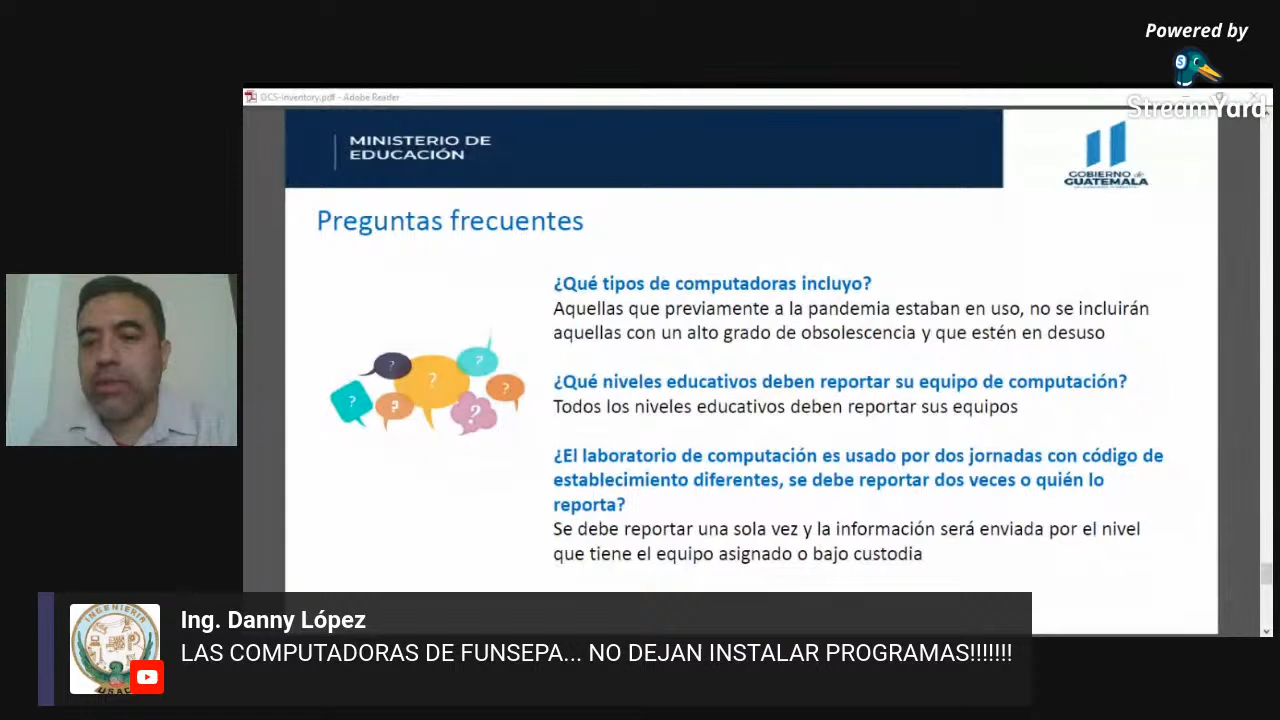 Powered by
StreamYard
OCS-inventory.pdf - Adobe Reader
MINISTERIO DE
EDUCACIÓN
GOBIERNO de
GUATEMALA
Preguntas frecuentes
¿Qué tipos de computadoras incluyo?
Aquellas que previamente a la pandemia estaban en uso, no se incluirán
aquellas con un alto grado de obsolescencia y que estén en desuso
¿Qué niveles educativos deben reportar su equipo de computación?
Todos los niveles educativos deben reportar sus equipos
¿El laboratorio de computación es usado por dos jornadas con código de
establecimiento diferentes, se debe reportar dos veces o quién lo
reporta?
Se debe reportar una sola vez y la información será enviada por el nivel
que tiene el equipo asignado o bajo custodia
? ? ? ? ? ? ?
Ing. Danny López
LAS COMPUTADORAS DE FUNSEPA... NO DEJAN INSTALAR PROGRAMAS!!!!!!!
INGENIERIA
USAC